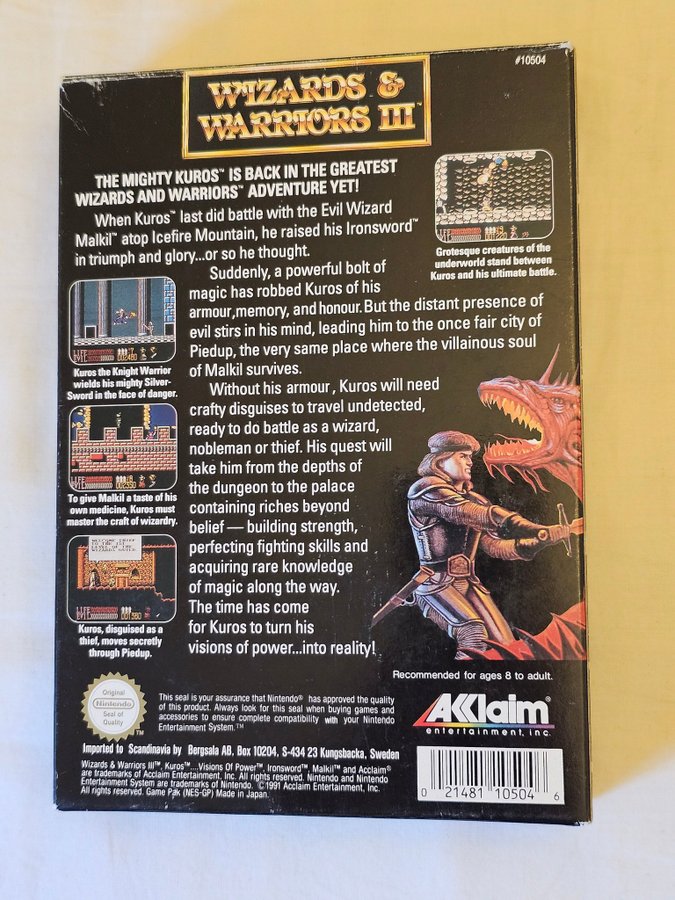 #10504
WIZARDS &
WARRIORS III™
THE MIGHTY KUROS™ IS BACK IN THE GREATEST
WIZARDS AND WARRIORS™ ADVENTURE YET!
When Kuros™ last did battle with the Evil Wizard
Malkil™ atop Icefire Mountain, he raised his Ironsword™
in triumph and glory...or so he thought.
Grotesque creatures of the
underworld stand between
Kuros and his ultimate battle.
Suddenly, a powerful bolt of
magic has robbed Kuros of his
armour,memory, and honour. But the distant presence of
evil stirs in his mind, leading him to the once fair city of
Piedup, the very same place where the villainous soul
of Malkil survives.
Without his armour , Kuros will need
crafty disguises to travel undetected,
ready to do battle as a wizard,
nobleman or thief. His quest will
take him from the depths of
the dungeon to the palace
containing riches beyond
belief — building strength,
perfecting fighting skills and
acquiring rare knowledge
of magic along the way.
The time has come
for Kuros to turn his
visions of power...into reality!
Kuros the Knight Warrior
wields his mighty Silver-
Sword in the face of danger.
To give Malkil a taste of his
own medicine, Kuros must
master the craft of wizardry.
Kuros, disguised as a
thief, moves secretly
through Piedup.
Recommended for ages 8 to adult.
Original
Nintendo
Seal of
Quality
TM
This seal is your assurance that Nintendo® has approved the quality
of this product. Always look for this seal when buying games and
accessories to ensure complete compatibility with your Nintendo
Entertainment System.™
AKKlaim®
entertainment, inc.
Imported to Scandinavia by Bergsala AB, Box 10204, S-434 23 Kungsbacka, Sweden
Wizards & Warriors III™, Kuros™....Visions Of Power™, Ironsword™, Malkil™ and Acclaim®
are trademarks of Acclaim Entertainment, Inc. All rights reserved. Nintendo and Nintendo
Entertainment System are trademarks of Nintendo. ©1991 Acclaim Entertainment, Inc.
All rights reserved. Game Pak (NES-GP) Made in Japan.
0 21481 10504 6